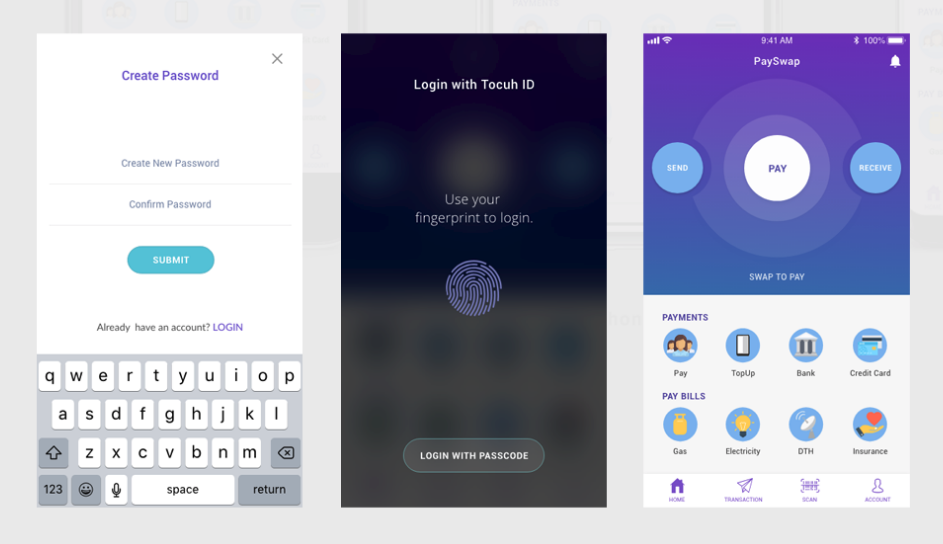 Create Password
Create New Password
Confirm Password
SUBMIT
Already have an account? LOGIN
q w e r t y u i o p
a s d f g h j k l
z x c v b n m
123 space return
Login with Tocuh ID
Use your
fingerprint to login.
LOGIN WITH PASSCODE
9:41 AM 100%
PaySwap
SEND PAY RECEIVE
SWAP TO PAY
PAYMENTS
Pay TopUp Bank Credit Card
PAY BILLS
Gas Electricity DTH Insurance
HOME TRANSACTION SCAN ACCOUNT